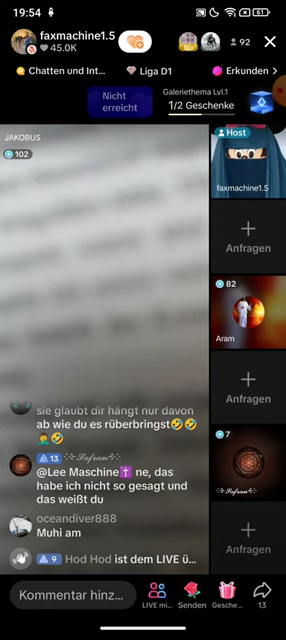 19:54
61
faxmachine1.5
45.0K
92
Chatten und Int...
Liga D1
Erkunden >
Nicht
erreicht
Galeriethema Lvl.1
1/2 Geschenke
JAKOBUS
102
Host
faxmachine1.5
Anfragen
82
Aram
Anfragen
7
Safran
Anfragen
sie glaubt dir hängt nur davon
ab wie du es rüberbringst🤣🤣
🤦‍♂️🤣
13 Safran
@Lee Maschine✝️ ne, das
habe ich nicht so gesagt und
das weißt du
oceandiver888
Muhi am
9 Hod Hod ist dem LIVE ü...
Kommentar hinz...
LIVE mi...
Senden
Gesche...
13